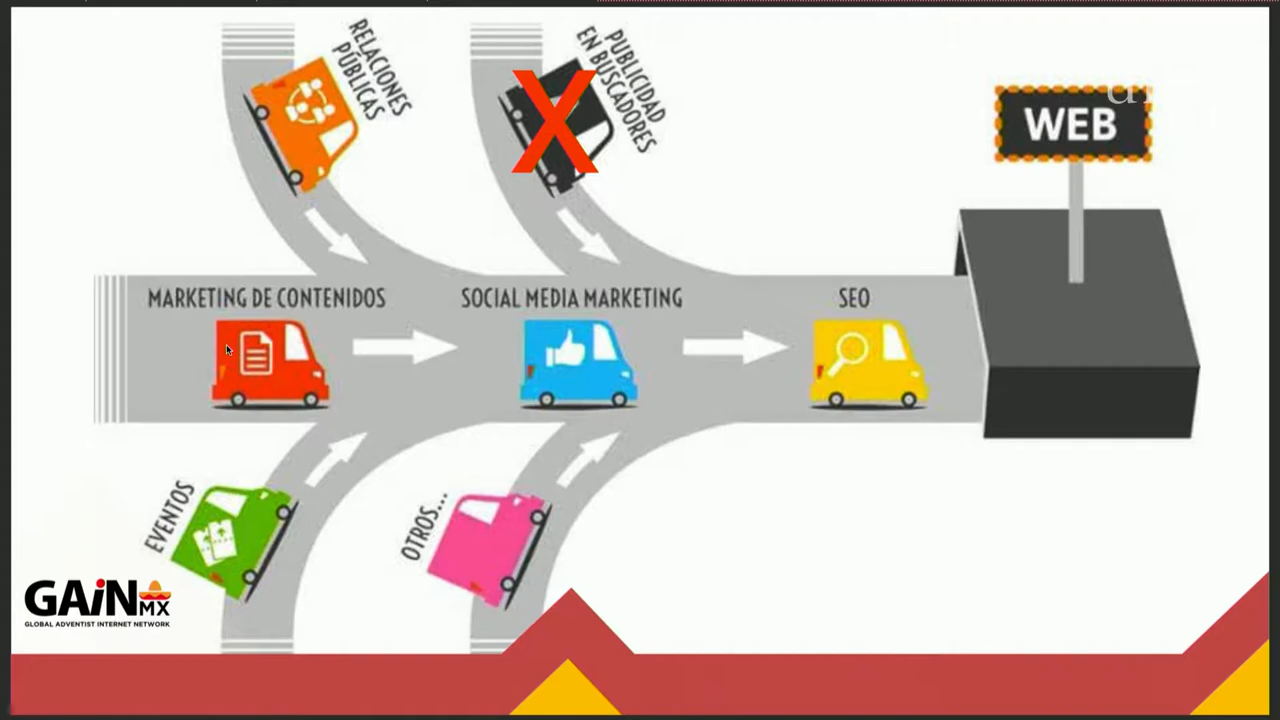 RELACIONES
PÚBLICAS
PUBLICIDAD
EN BUSCADORES
X
WEB
MARKETING DE CONTENIDOS
SOCIAL MEDIA MARKETING
SEO
EVENTOS
OTROS...
GAiN MX
GLOBAL ADVENTIST INTERNET NETWORK